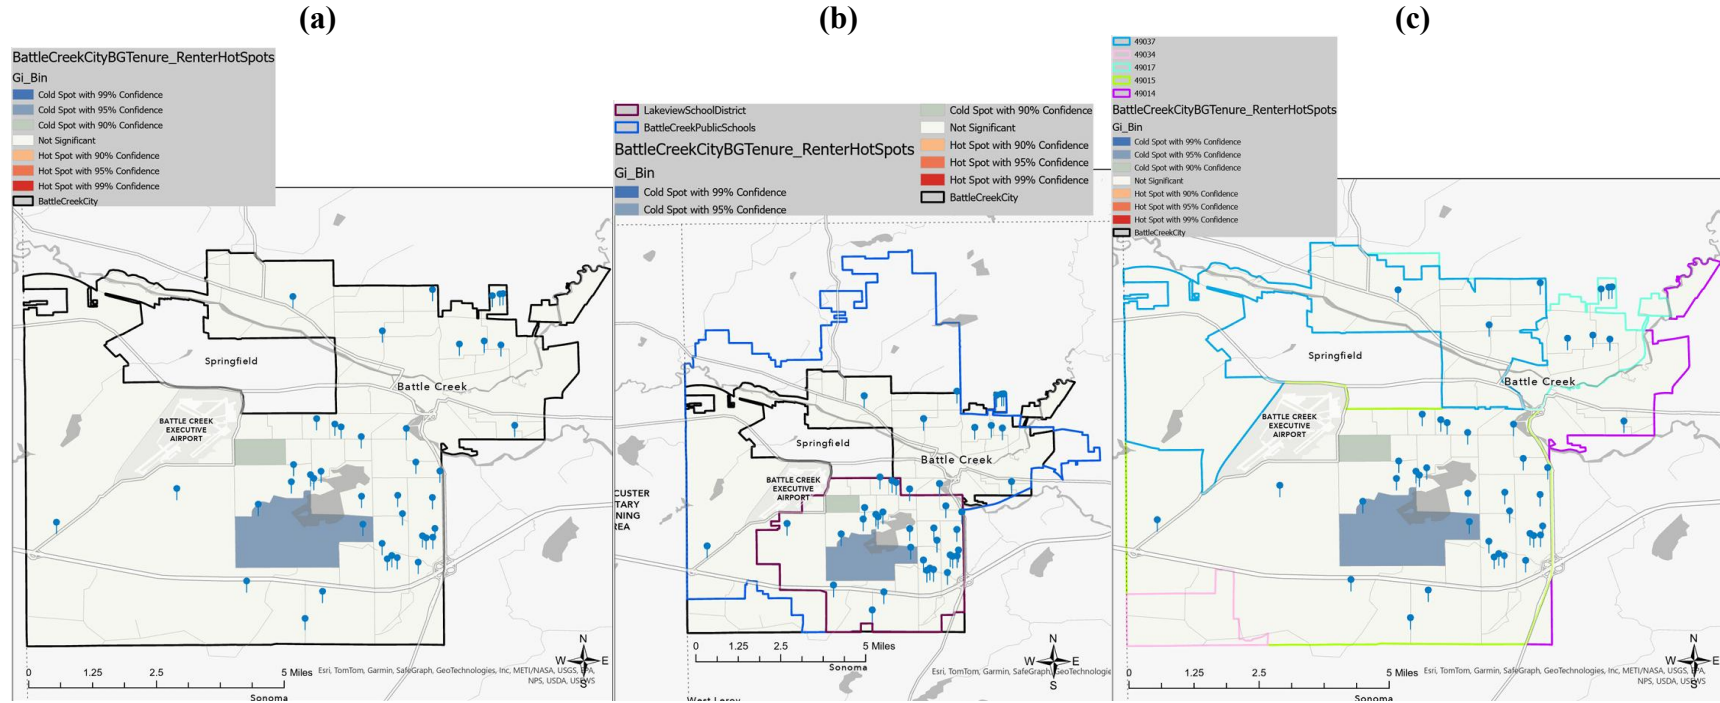 (a)
BattleCreekCityBGTenure_RenterHotSpots
Gi_Bin
Cold Spot with 99% Confidence
Cold Spot with 95% Confidence
Cold Spot with 90% Confidence
Not Significant
Hot Spot with 90% Confidence
Hot Spot with 95% Confidence
Hot Spot with 99% Confidence
BattleCreekCity
Springfield
Battle Creek
BATTLE CREEK
EXECUTIVE
AIRPORT
N
W E
S
0 1.25 2.5 5 Miles
Esri, TomTom, Garmin, SafeGraph, GeoTechnologies, Inc, METI/NASA, USGS, EPA,
NPS, USDA, USFWS
Sonoma
(b)
LakeviewSchoolDistrict
BattleCreekPublicSchools
BattleCreekCityBGTenure_RenterHotSpots
Gi_Bin
Cold Spot with 99% Confidence
Cold Spot with 95% Confidence
Cold Spot with 90% Confidence
Not Significant
Hot Spot with 90% Confidence
Hot Spot with 95% Confidence
Hot Spot with 99% Confidence
BattleCreekCity
Springfield
Battle Creek
BATTLE CREEK
EXECUTIVE
AIRPORT
CUSTER
TARY
NING
REA
N
W E
S
0 1.25 2.5 5 Miles
Esri, TomTom, Garmin, SafeGraph, GeoTechnologie
Sonoma
West Leroy
(c)
49037
49034
49017
49015
49014
BattleCreekCityBGTenure_RenterHotSpots
Gi_Bin
Cold Spot with 99% Confidence
Cold Spot with 95% Confidence
Cold Spot with 90% Confidence
Not Significant
Hot Spot with 90% Confidence
Hot Spot with 95% Confidence
Hot Spot with 99% Confidence
BattleCreekCity
Springfield
Battle Creek
BATTLE CREEK
EXECUTIVE
AIRPORT
N
W E
S
0 1.25 2.5 5 Miles
Esri, TomTom, Garmin, SafeGraph, GeoTechnologies, Inc, METI/NASA, USGS, EPA,
NPS, USDA, USFWS
Sonoma